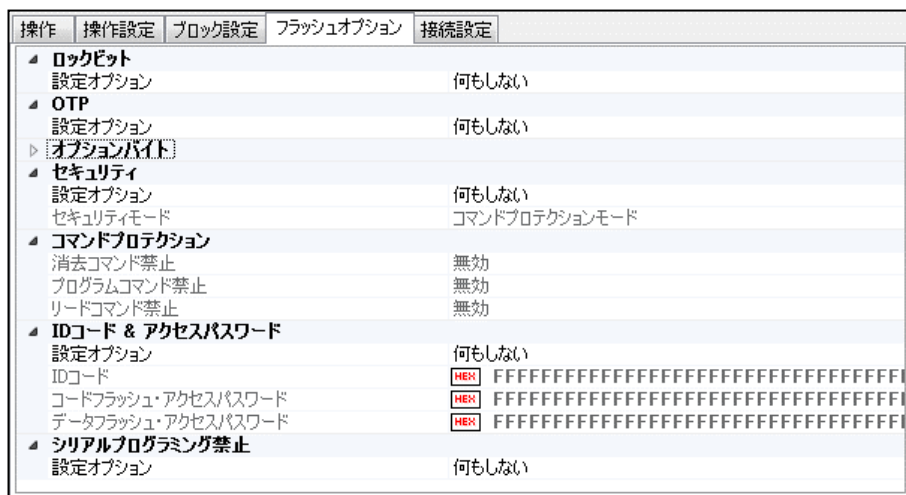 操作 操作設定 ブロック設定 フラッシュオプション 接続設定
ロックビット
設定オプション 何もしない
OTP
設定オプション 何もしない
オプションバイト
セキュリティ
設定オプション 何もしない
セキュリティモード コマンドプロテクションモード
コマンドプロテクション
消去コマンド禁止 無効
プログラムコマンド禁止 無効
リードコマンド禁止 無効
IDコード & アクセスパスワード
設定オプション 何もしない
IDコード HEX FFFFFFFFFFFFFFFFFFFFFFFFFFFFFFFFFFF
コードフラッシュ・アクセスパスワード HEX FFFFFFFFFFFFFFFFFFFFFFFFFFFFFFFFFFF
データフラッシュ・アクセスパスワード HEX FFFFFFFFFFFFFFFFFFFFFFFFFFFFFFFFFFF
シリアルプログラミング禁止
設定オプション 何もしない